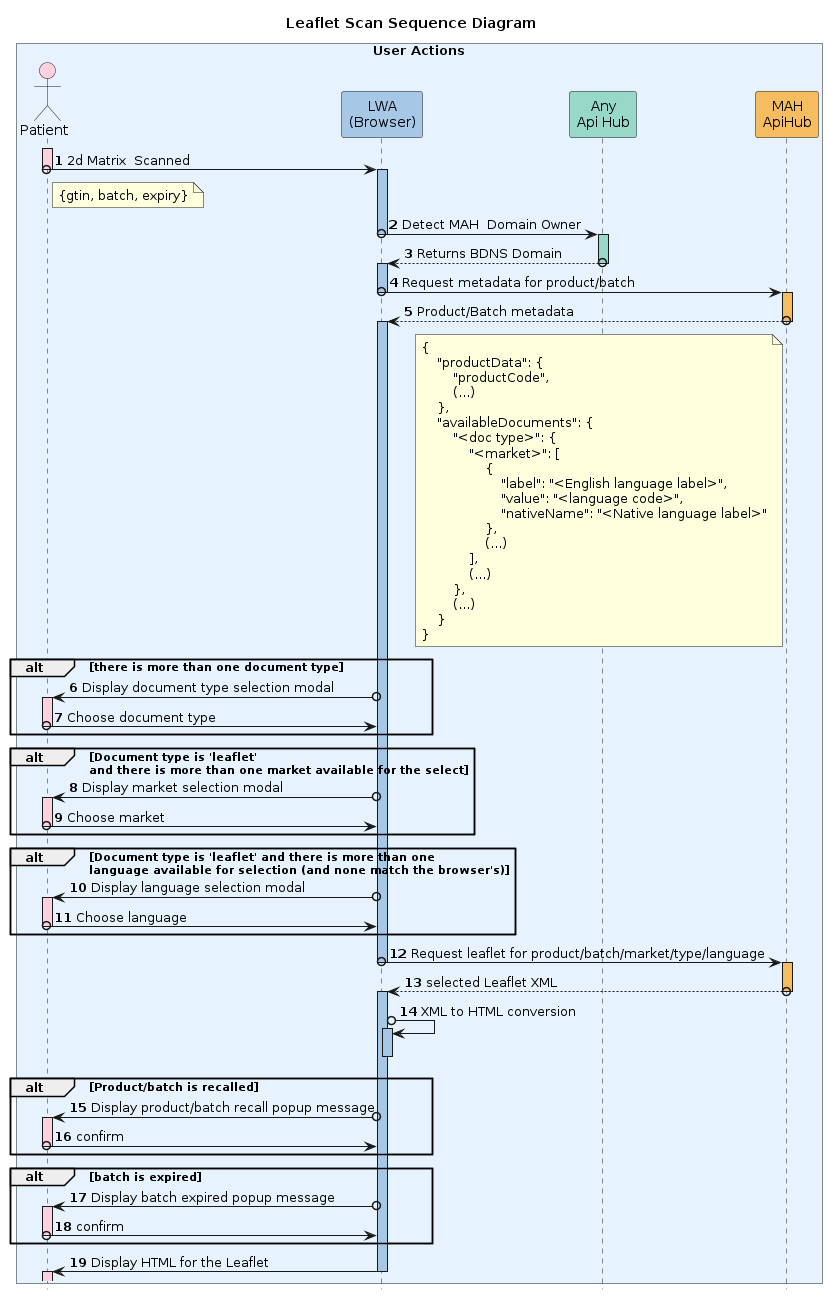 Leaflet Scan Sequence Diagram
User Actions
Patient
LWA
(Browser)
Any
Api Hub
MAH
ApiHub
1 2d Matrix  Scanned
{gtin, batch, expiry}
2 Detect MAH  Domain Owner
3 Returns BDNS Domain
4 Request metadata for product/batch
5 Product/Batch metadata
{
    "productData": {
        "productCode",
        (...)
    },
    "availableDocuments": {
        "<doc type>": {
            "<market>": [
                {
                    "label": "<English language label>",
                    "value": "<language code>",
                    "nativeName": "<Native language label>"
                },
                (...)
            ],
            (...)
        },
        (...)
    }
}
alt [there is more than one document type]
6 Display document type selection modal
7 Choose document type
alt [Document type is 'leaflet'
and there is more than one market available for the select]
8 Display market selection modal
9 Choose market
alt [Document type is 'leaflet' and there is more than one
language available for selection (and none match the browser's)]
10 Display language selection modal
11 Choose language
12 Request leaflet for product/batch/market/type/language
13 selected Leaflet XML
14 XML to HTML conversion
alt [Product/batch is recalled]
15 Display product/batch recall popup message
16 confirm
alt [batch is expired]
17 Display batch expired popup message
18 confirm
19 Display HTML for the Leaflet